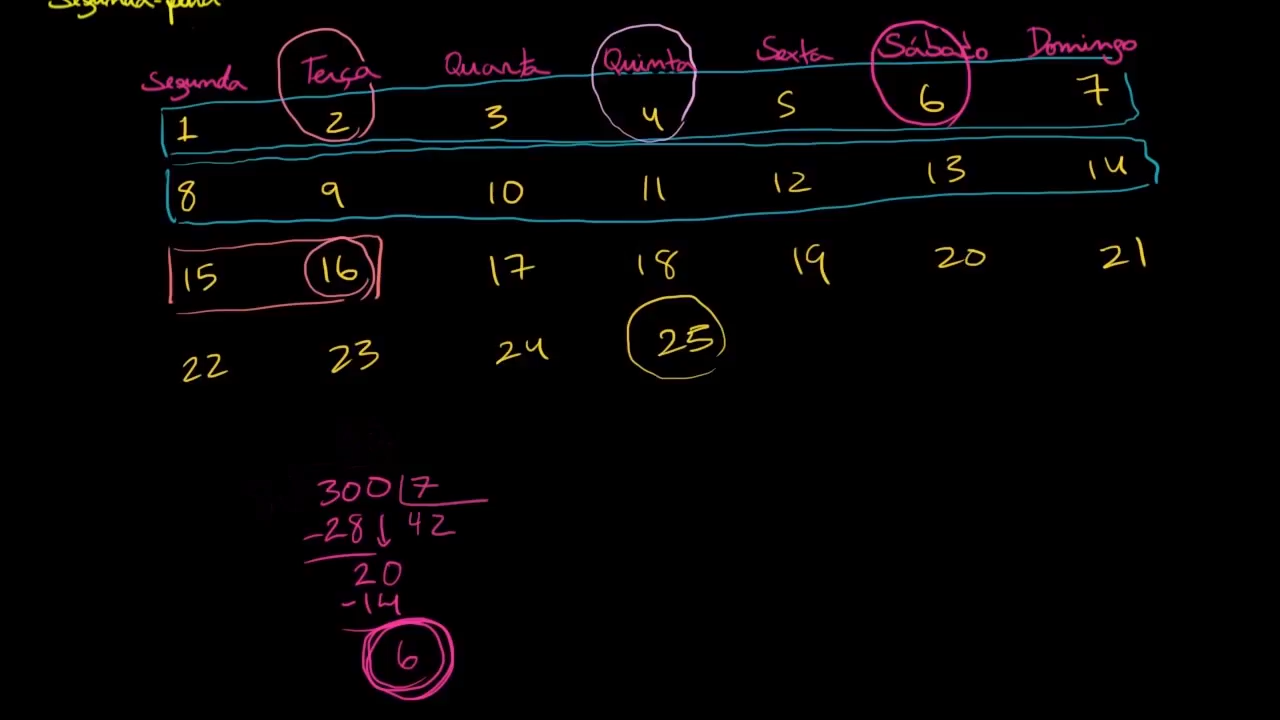 Segunda-feira
Segunda Terça Quarta Quinta Sexta Sábado Domingo
1 2 3 4 5 6 7
8 9 10 11 12 13 14
15 16 17 18 19 20 21
22 23 24 25
300 7
-28 42
20
-14
6